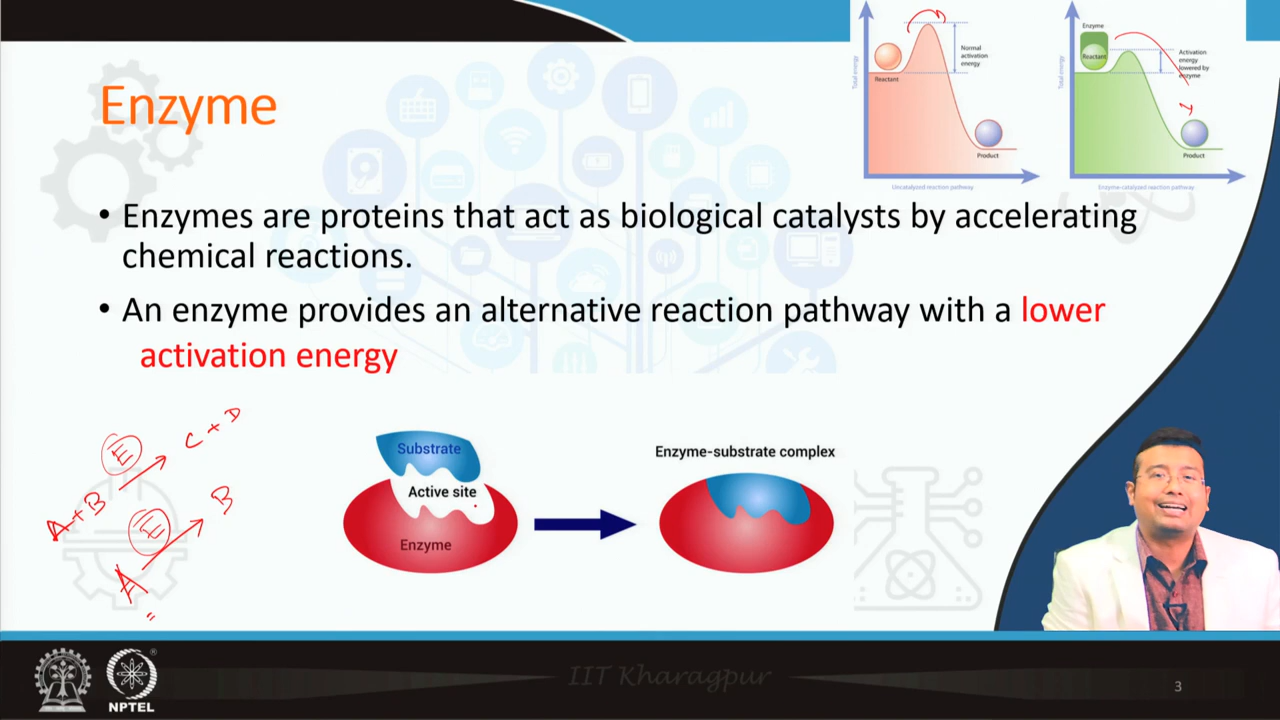 Total energy
Reactant
Normal
activation
energy
Product
Uncatalysed reaction pathway
Total energy
Enzyme
Reactant
Activation
energy
lowered by
enzyme
Product
Enzyme-catalysed reaction pathway
Enzyme
• Enzymes are proteins that act as biological catalysts by accelerating
chemical reactions.
• An enzyme provides an alternative reaction pathway with a lower
activation energy
A+B E C+D
A E B
Substrate
Active site
Enzyme
Enzyme-substrate complex
NPTEL
IIT Kharagpur
3